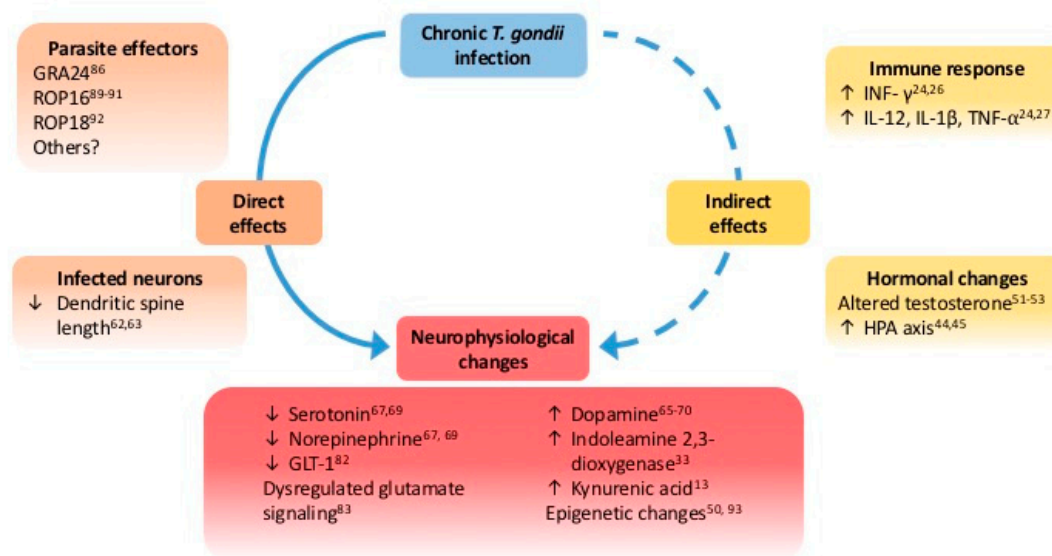 Chronic T. gondii
infection
Parasite effectors
GRA24⁸⁶
ROP16⁸⁹⁻⁹¹
ROP18⁹²
Others?
Immune response
↑ INF- γ²⁴,²⁶
↑ IL-12, IL-1β, TNF-α²⁴,²⁷
Direct
effects
Indirect
effects
Infected neurons
↓ Dendritic spine
length⁶²,⁶³
Hormonal changes
Altered testosterone⁵¹⁻⁵³
↑ HPA axis⁴⁴,⁴⁵
Neurophysiological
changes
↓ Serotonin⁶⁷,⁶⁹
↓ Norepinephrine⁶⁷, ⁶⁹
↓ GLT-1⁸²
Dysregulated glutamate
signaling⁸³
↑ Dopamine⁶⁵⁻⁷⁰
↑ Indoleamine 2,3-
dioxygenase³³
↑ Kynurenic acid¹³
Epigenetic changes⁵⁰, ⁹³